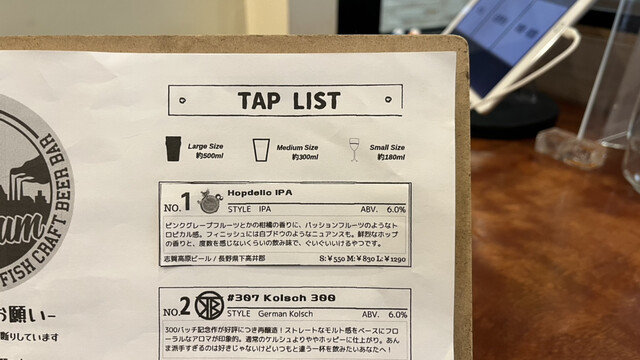 TAP LIST
Large Size
約500ml
Medium Size
約300ml
Small Size
約180ml
NO.1
Hopdelic IPA
STYLE IPA ABV. 6.0%
ピンクグレープフルーツとかの柑橘の香りに、パッションフルーツのようなト
ロピカル感。フィニッシュには白ブドウのようなニュアンスも。鮮烈なホップ
の香りと、度数を感じないくらいの飲み味で、ぐいぐいいけるやつです。
志賀高原ビール / 長野県下高井郡 S:¥550 M:¥830 L:¥1290
NO.2
#307 Kolsch 300
STYLE German Kolsch ABV. 6.0%
300バッチ記念作が好評につき再醸造！ストレートなモルト感をベースにフロ
ーラルなアロマが印象的。通常のケルシュよりややホッピーに仕上がり。あん
ま派手すぎるのは好きじゃないけどいつもと違う一杯を飲みたいあなたへ！
FISH CRAFT BEER BAR
um
お願い-
しています